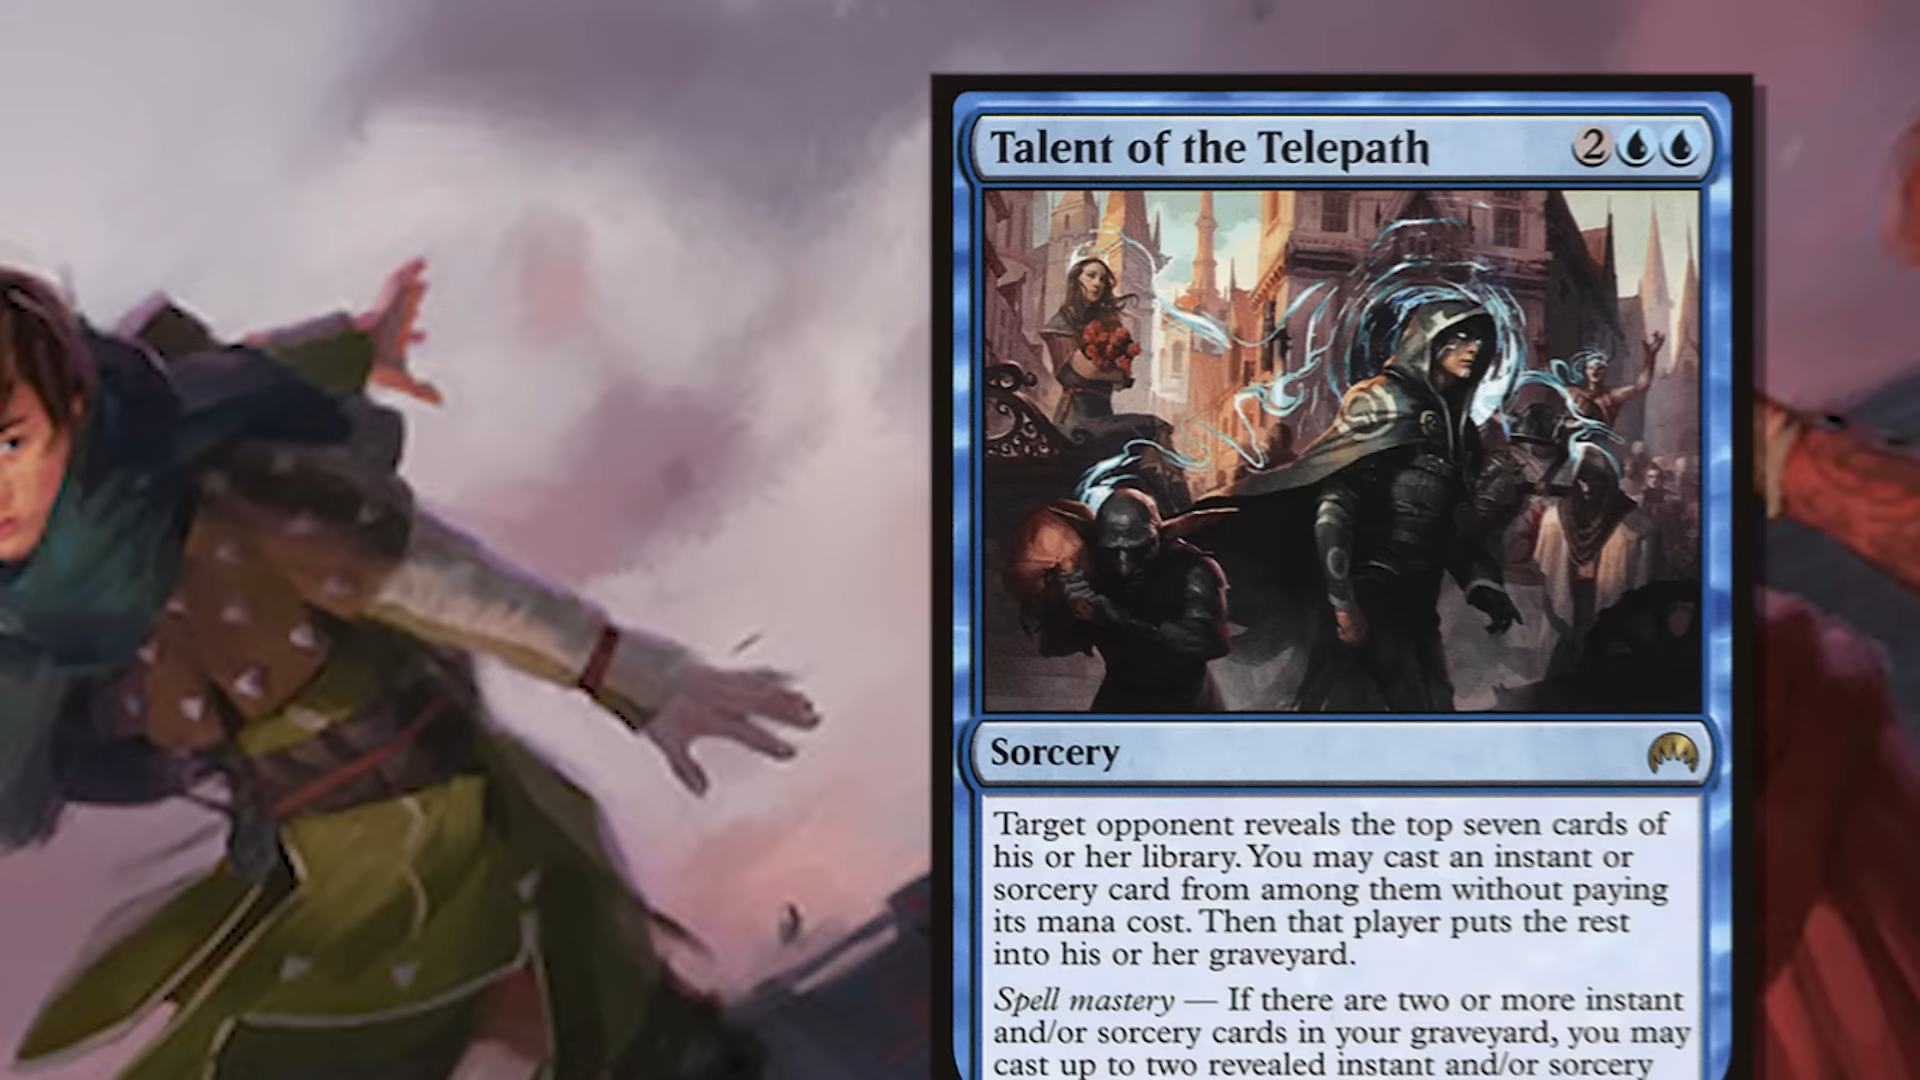 Talent of the Telepath 2
Sorcery
Target opponent reveals the top seven cards of
his or her library. You may cast an instant or
sorcery card from among them without paying
its mana cost. Then that player puts the rest
into his or her graveyard.
Spell mastery — If there are two or more instant
and/or sorcery cards in your graveyard, you may
cast up to two revealed instant and/or sorcery